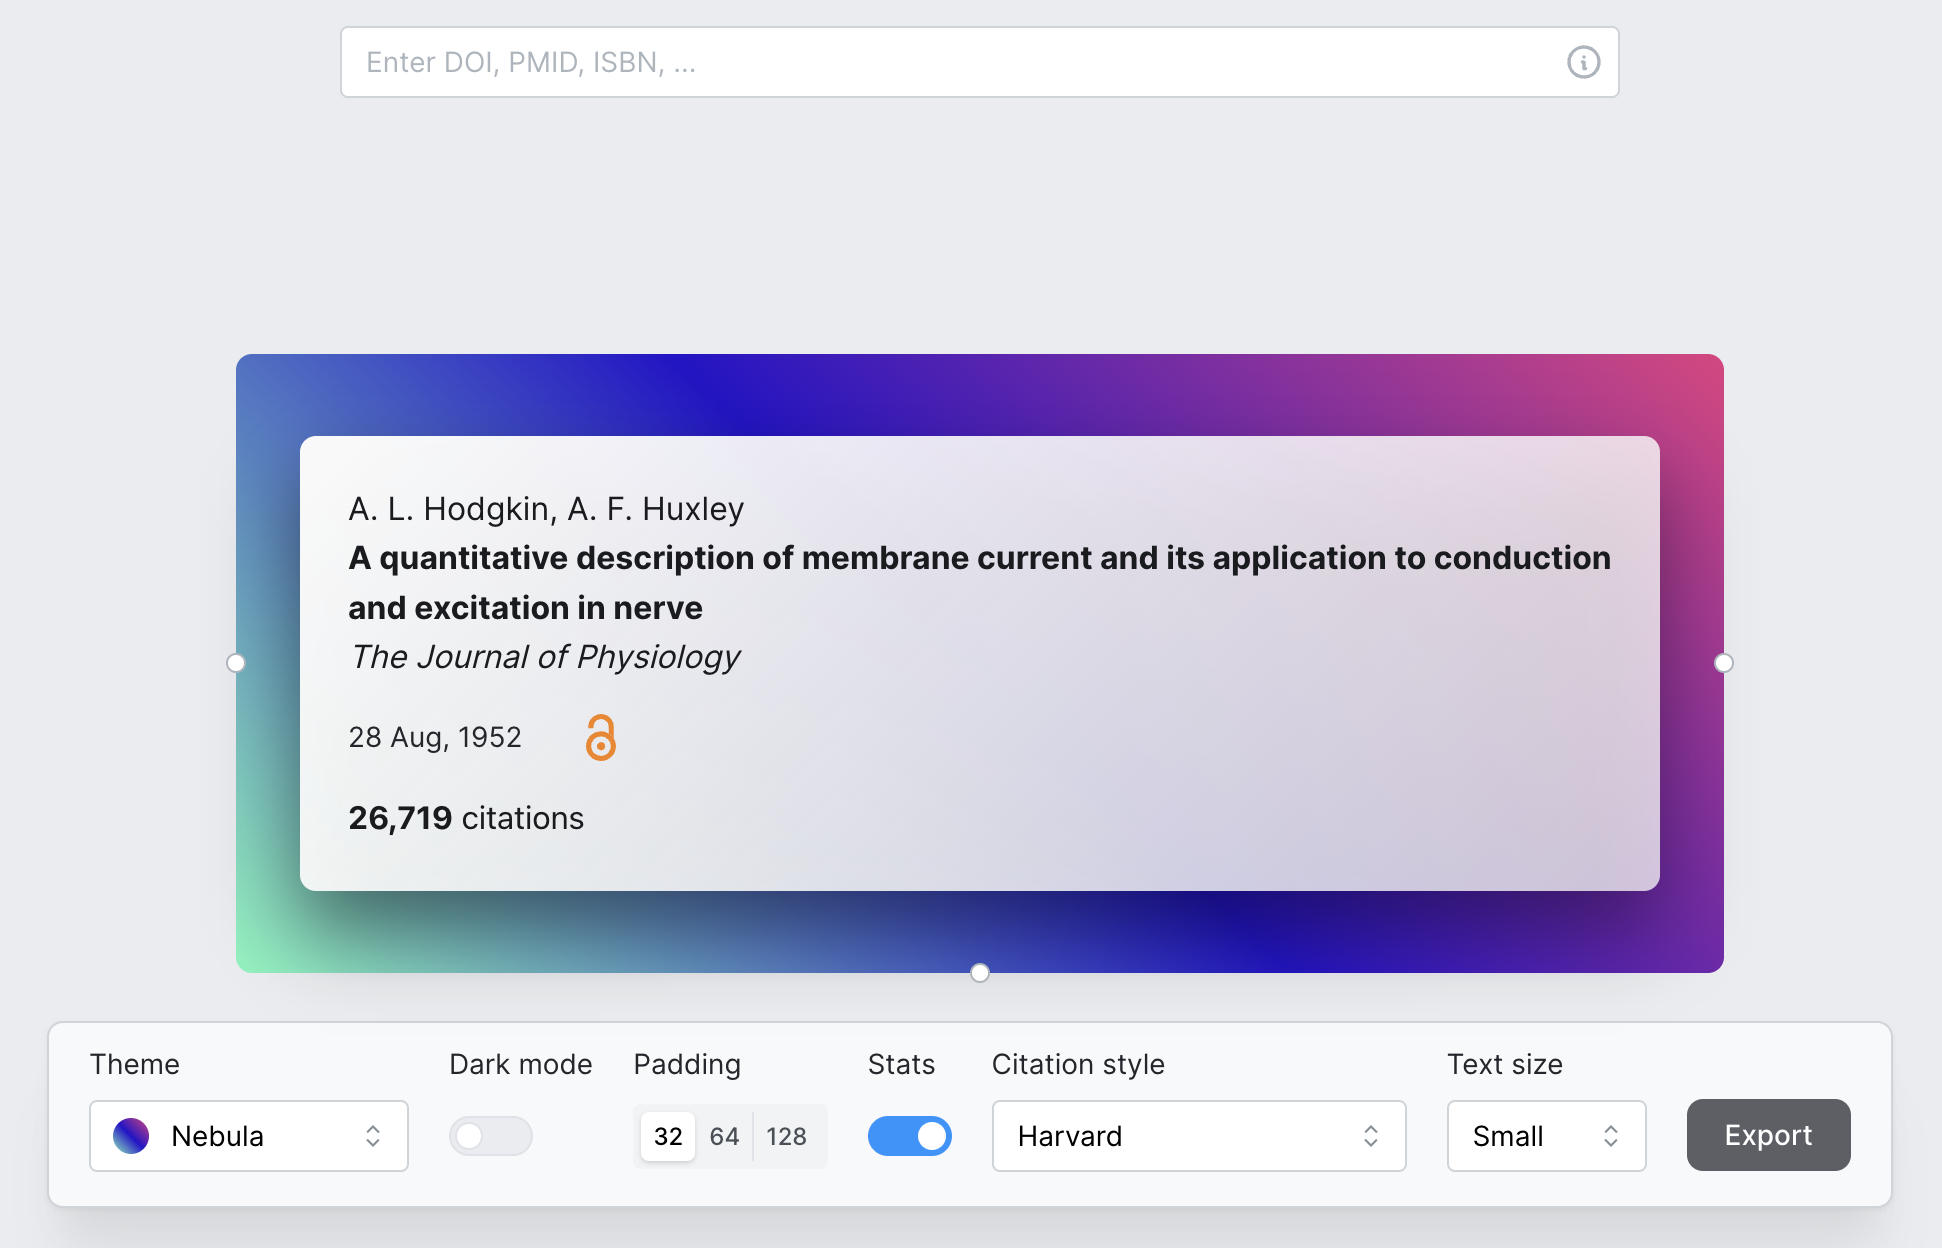 Enter DOI, PMID, ISBN, ...
A. L. Hodgkin, A. F. Huxley
A quantitative description of membrane current and its application to conduction
and excitation in nerve
The Journal of Physiology
28 Aug, 1952
26,719 citations
Theme
Nebula
Dark mode
Padding
32 64 128
Stats
Citation style
Harvard
Text size
Small
Export